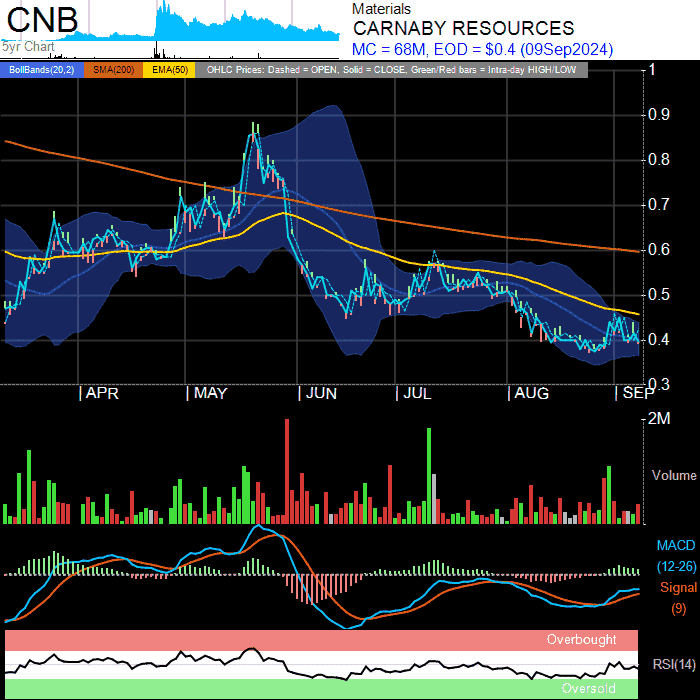 CNB
5yr Chart
Materials
CARNABY RESOURCES
MC = 68M, EOD = $0.4 (09Sep2024)
BollBands(20,2) SMA(200) EMA(50) OHLC Prices: Dashed = OPEN, Solid = CLOSE, Green/Red bars = Intra-day HIGH/LOW
1
0.9
0.8
0.7
0.6
0.5
0.4
0.3
APR MAY JUN JUL AUG SEP
2M
Volume
MACD
(12-26)
Signal
(9)
Overbought
RSI(14)
Oversold